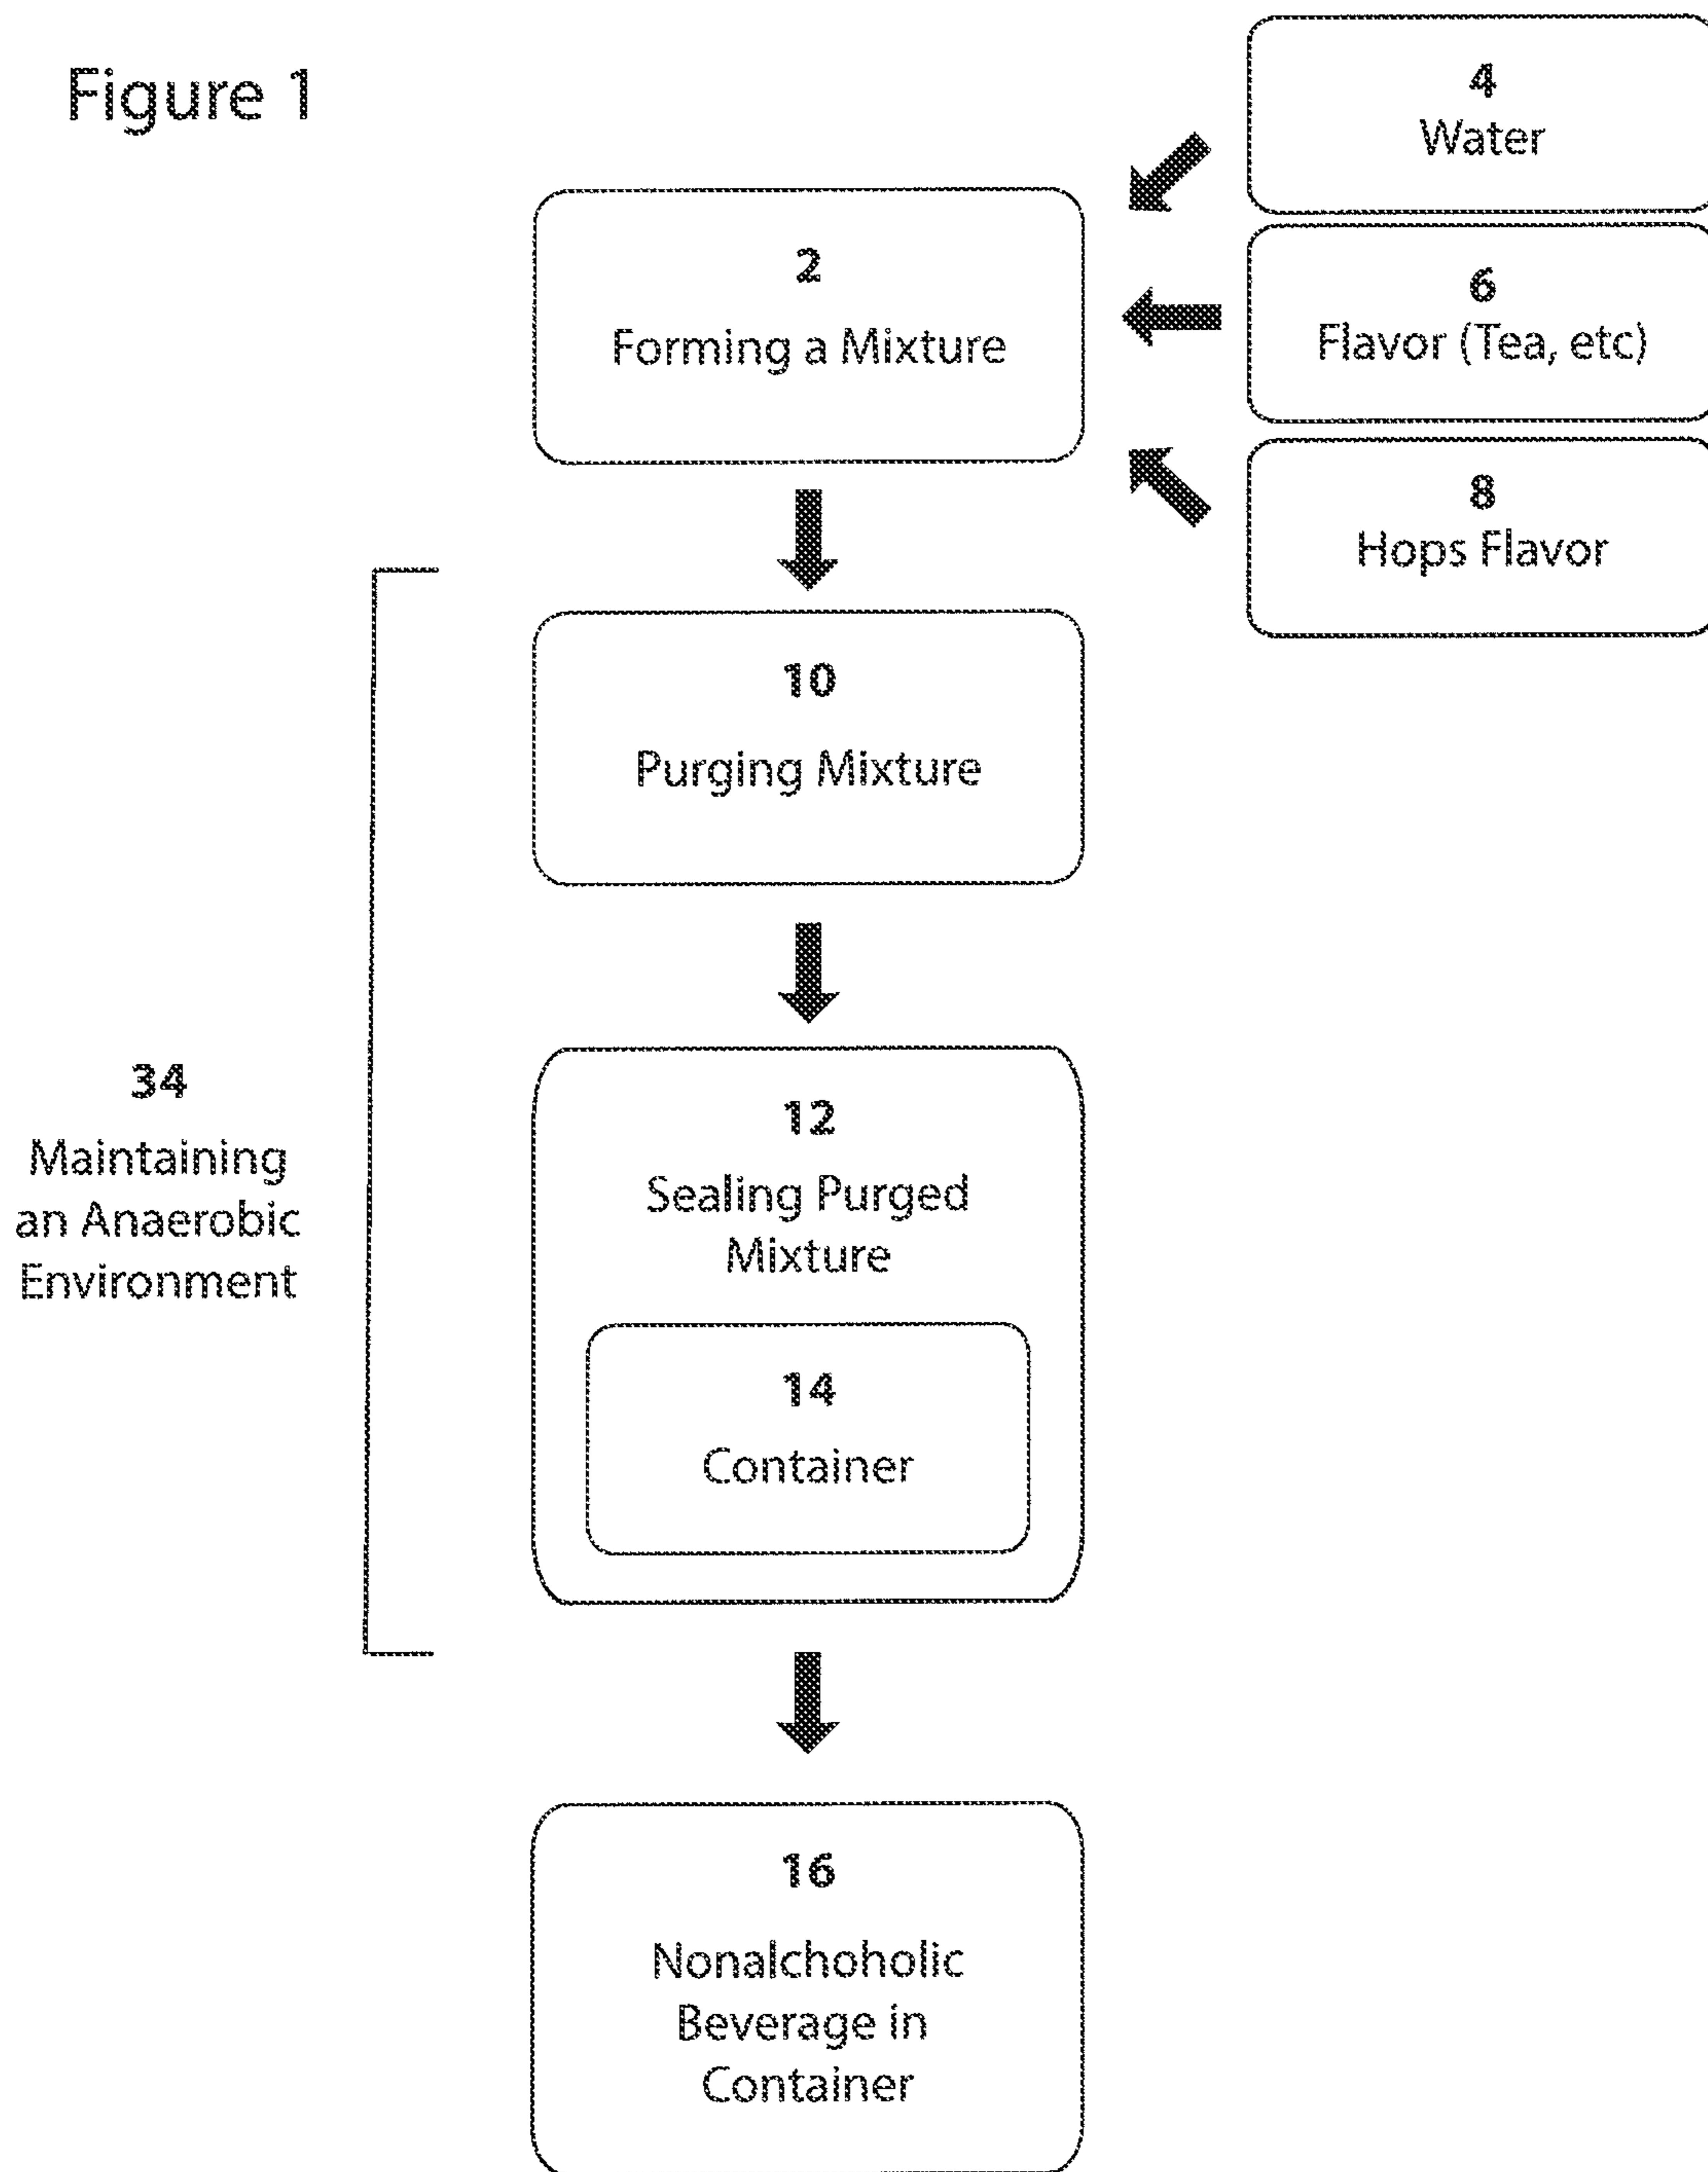 Figure 1
4
Water
2
Forming a Mixture
6
Flavor (Tea, etc)
8
Hops Flavor
10
Purging Mixture
34
Maintaining
an Anaerobic
Environment
12
Sealing Purged
Mixture
14
Container
16
Nonalchoholic
Beverage in
Container